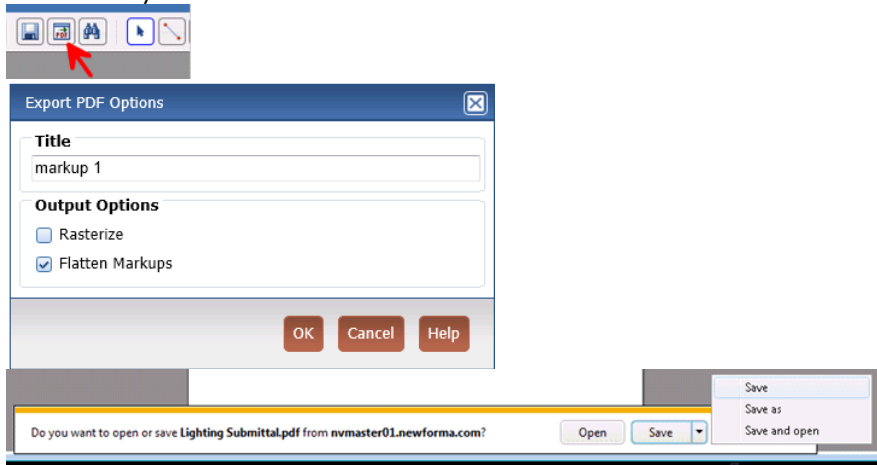 PDF
Export PDF Options
Title
markup 1
Output Options
Rasterize
Flatten Markups
OK Cancel Help
Do you want to open or save Lighting Submittal.pdf from nvmaster01.newforma.com? Open Save
Save
Save as
Save and open